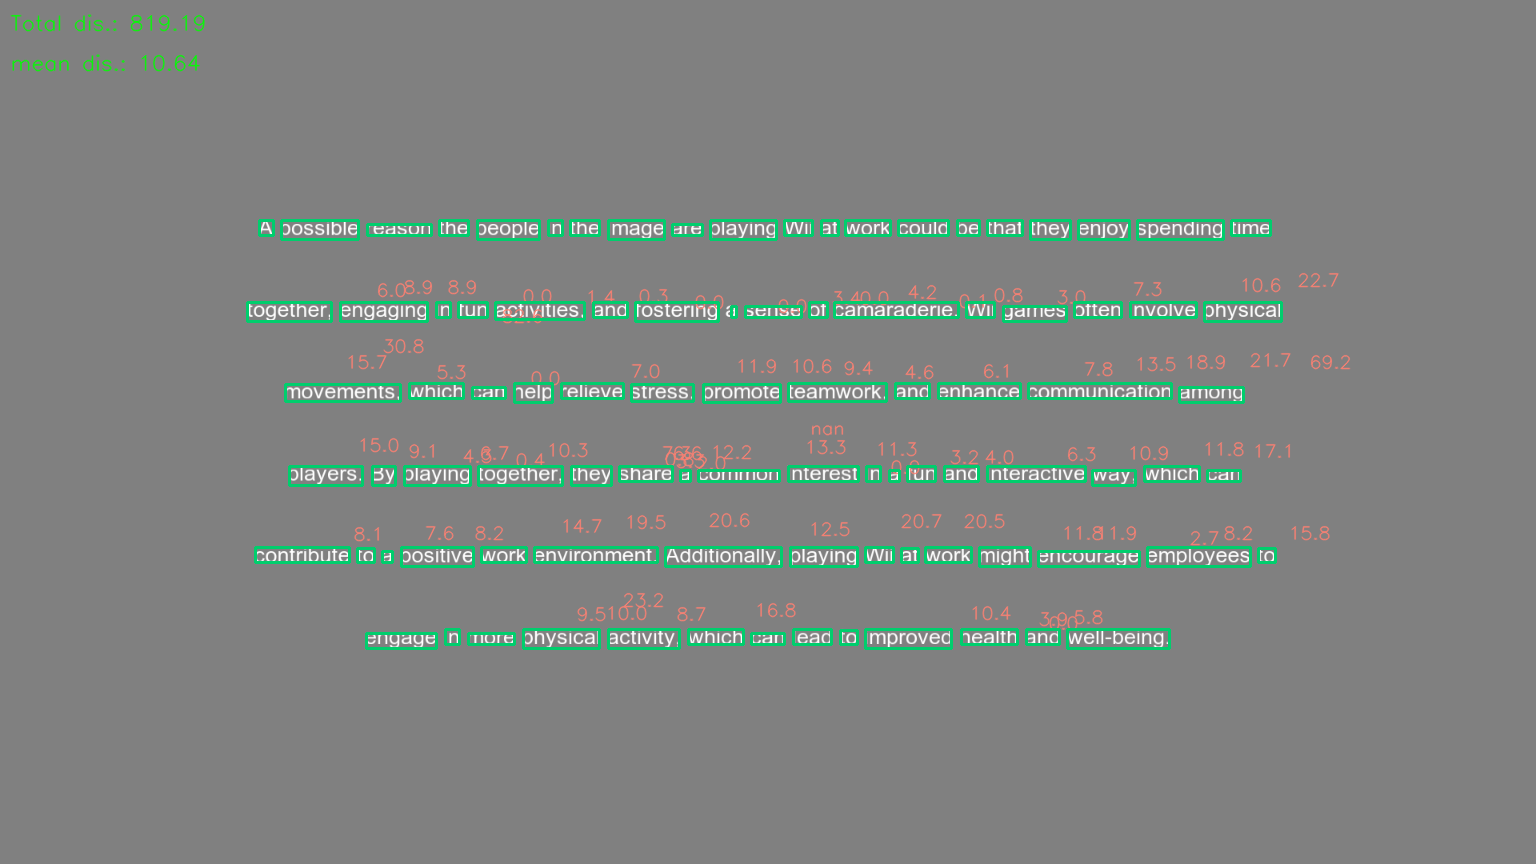 Total dis.: 819.19
mean dis.: 10.64
A possible reason the people in the image are playing Wii at work could be that they enjoy spending time
6.0 8.9 8.9 0.0 1.4 0.3 0.0 3.4 0.0 4.2 0.1 0.8 3.0 7.3 10.6 22.7
together, engaging in fun activities, and fostering a sense of camaraderie. Wii games often involve physical
15.7 30.8 5.3 0.0 7.0 11.9 10.6 9.4 4.6 6.1 7.8 13.5 18.9 21.7 69.2
movements, which can help relieve stress, promote teamwork, and enhance communication among
nan
15.0 9.1 0.4 10.3 12.2 13.3 11.3 0.0 3.2 4.0 6.3 10.9 11.8 17.1
players. By playing together, they share a common interest in a fun and interactive way, which can
8.1 7.6 8.2 14.7 19.5 20.6 12.5 20.7 20.5 11.8 11.9 2.7 8.2 15.8
contribute to a positive work environment. Additionally, playing Wii at work might encourage employees to
9.5 10.0 23.2 8.7 16.8 10.4 3.9 0.0 5.8
engage in more physical activity, which can lead to improved health and well-being.